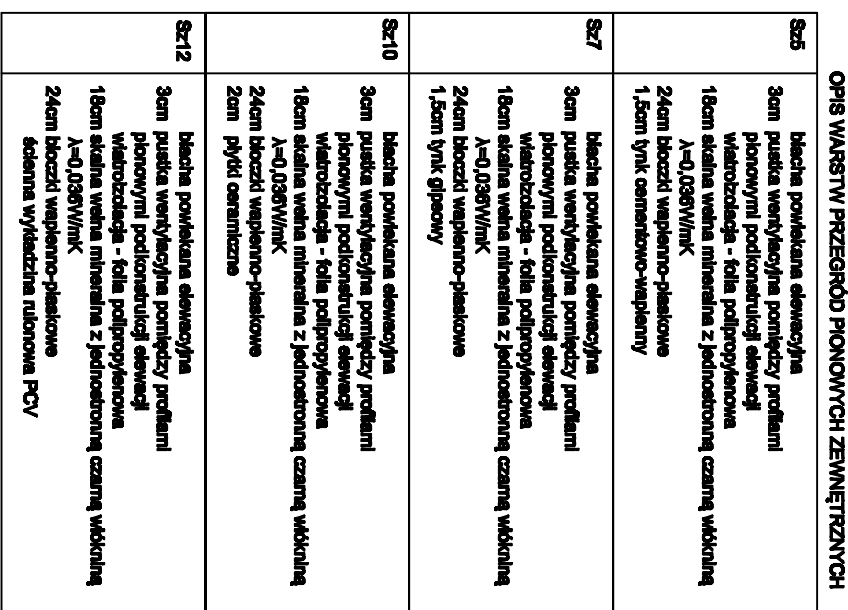 OPIS WARSTW PRZEGRÓD PIONOWYCH ZEWNĘTRZNYCH
Sz5
blacha powlekana elewacyjna
3cm pustka wentylacyjna pomiędzy profilami
pionowymi podkonstrukcji elewacji
wiatroizolacja - folia polipropylenowa
18cm skalna wełna mineralna z jednostronną czarną włókniną
λ=0,036W/mK
24cm bloczki wapienno-piaskowe
1,5cm tynk cementowo-wapienny
Sz7
blacha powlekana elewacyjna
3cm pustka wentylacyjna pomiędzy profilami
pionowymi podkonstrukcji elewacji
wiatroizolacja - folia polipropylenowa
18cm skalna wełna mineralna z jednostronną czarną włókniną
λ=0,036W/mK
24cm bloczki wapienno-piaskowe
1,5cm tynk gipsowy
Sz10
blacha powlekana elewacyjna
3cm pustka wentylacyjna pomiędzy profilami
pionowymi podkonstrukcji elewacji
wiatroizolacja - folia polipropylenowa
18cm skalna wełna mineralna z jednostronną czarną włókniną
λ=0,036W/mK
24cm bloczki wapienno-piaskowe
2cm płytki ceramiczne
Sz12
blacha powlekana elewacyjna
3cm pustka wentylacyjna pomiędzy profilami
pionowymi podkonstrukcji elewacji
wiatroizolacja - folia polipropylenowa
18cm skalna wełna mineralna z jednostronną czarną włókniną
λ=0,036W/mK
24cm bloczki wapienno-piaskowe
ścienna wykładzina rulonowa PCV